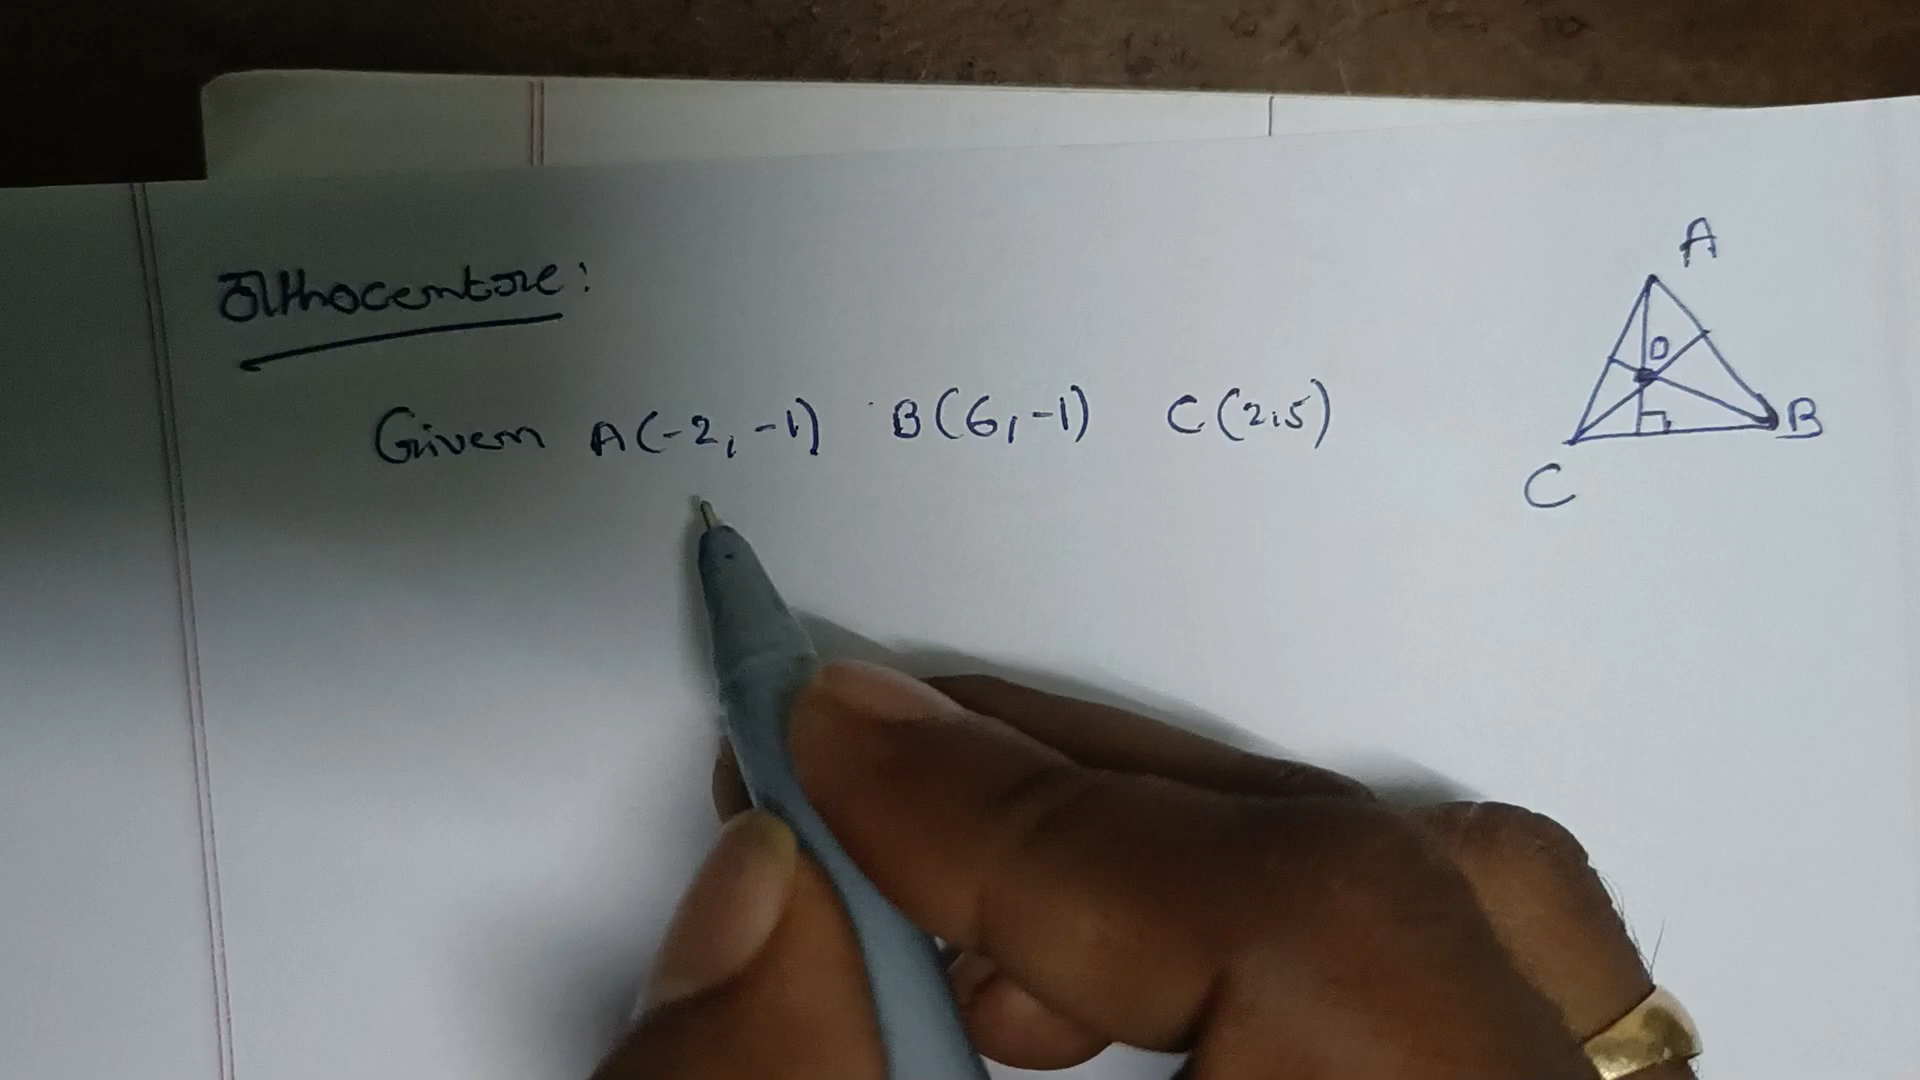 Orthocentre:
Given A(-2, -1) B(6, -1) C(2,5)
A
O
B
C